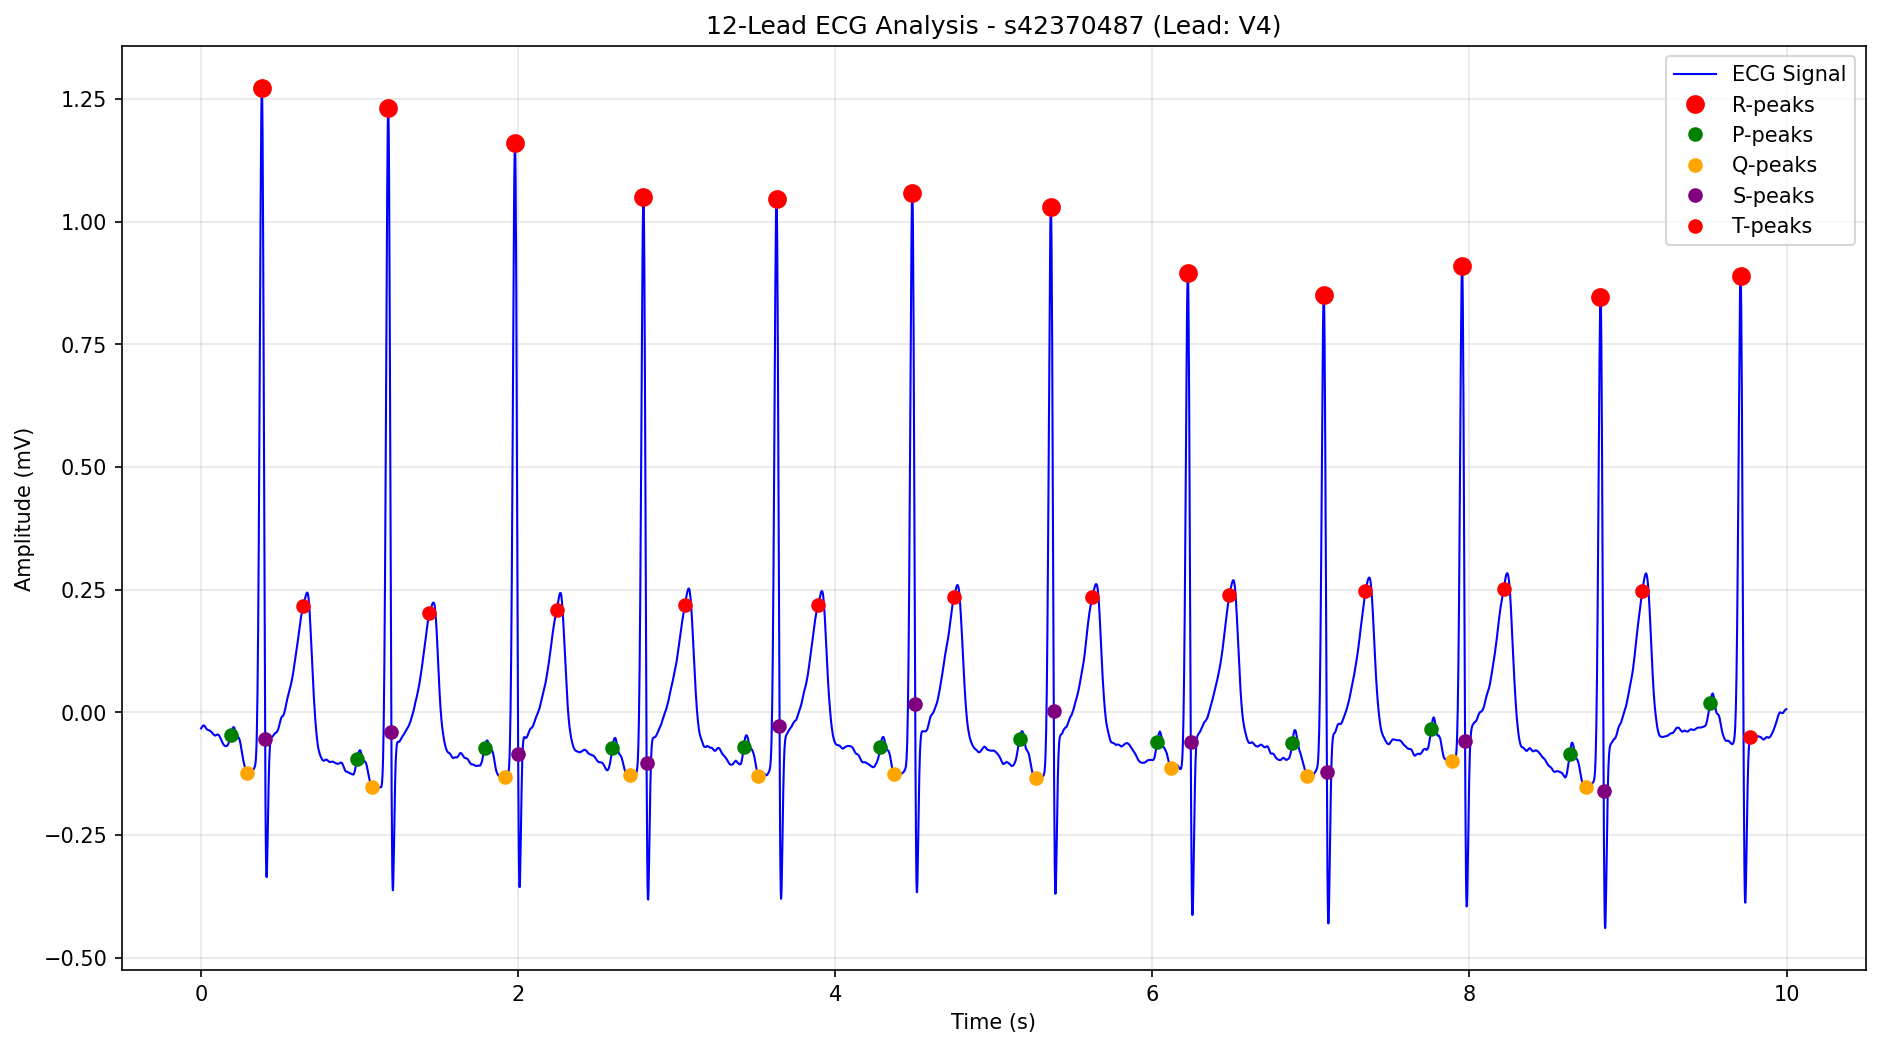 12-Lead ECG Analysis - s42370487 (Lead: V4)
ECG Signal
R-peaks
P-peaks
Q-peaks
S-peaks
T-peaks
Amplitude (mV)
1.25
1.00
0.75
0.50
0.25
0.00
−0.25
−0.50
0 2 4 6 8 10
Time (s)